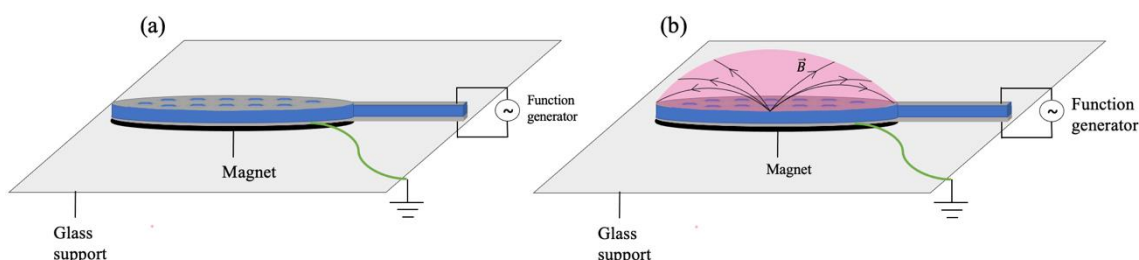 (a)
Function
generator
~
Magnet
Glass
support
(b)
B
Function
generator
~
Magnet
Glass
support